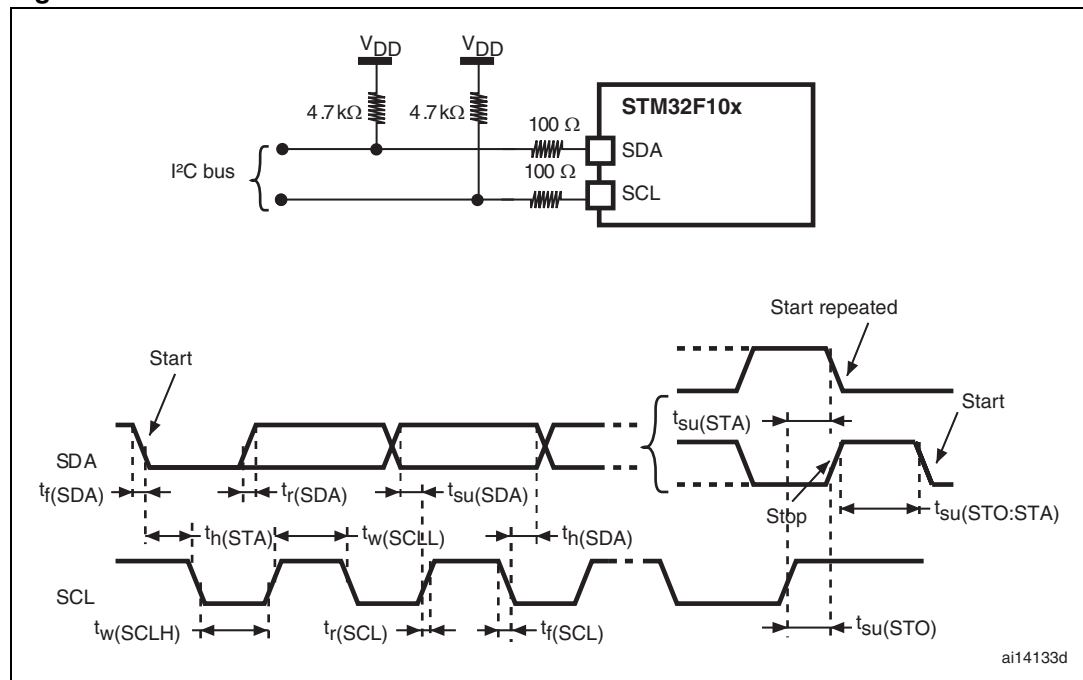 VDD VDD
4.7kΩ 4.7kΩ
STM32F10x
100 Ω
SDA
I²C bus
100 Ω
SCL
Start repeated
Start
Start
tsu(STA)
SDA
tf(SDA) tr(SDA) tsu(SDA)
Stop
tsu(STO:STA)
th(STA) tw(SCLL) th(SDA)
SCL
tw(SCLH) tr(SCL) tf(SCL) tsu(STO)
ai14133d